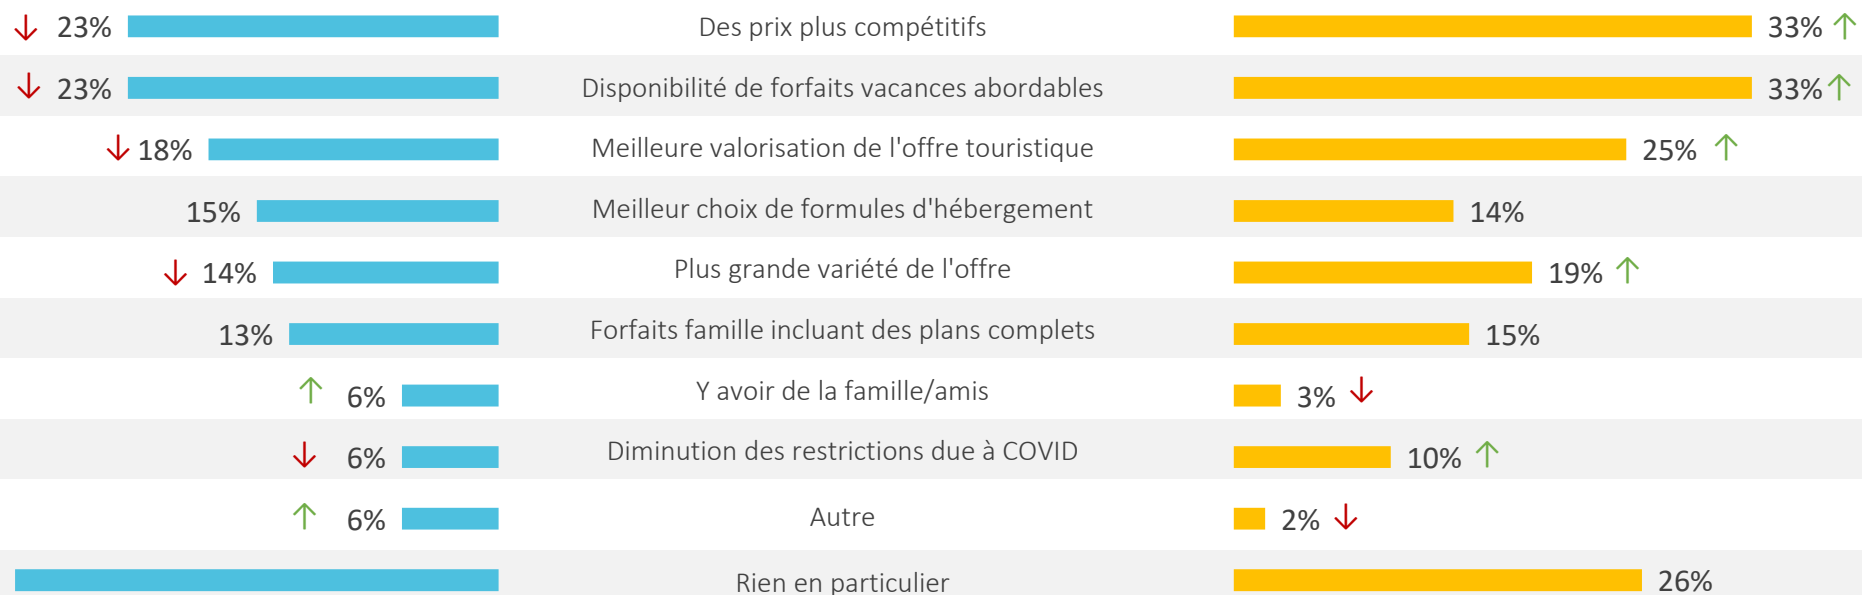 ↓ 23% Des prix plus compétitifs 33% ↑
↓ 23% Disponibilité de forfaits vacances abordables 33% ↑
↓ 18% Meilleure valorisation de l'offre touristique 25% ↑
15% Meilleur choix de formules d'hébergement 14%
↓ 14% Plus grande variété de l'offre 19% ↑
13% Forfaits famille incluant des plans complets 15%
↑ 6% Y avoir de la famille/amis 3% ↓
↓ 6% Diminution des restrictions due à COVID 10% ↑
↑ 6% Autre 2% ↓
Rien en particulier 26%